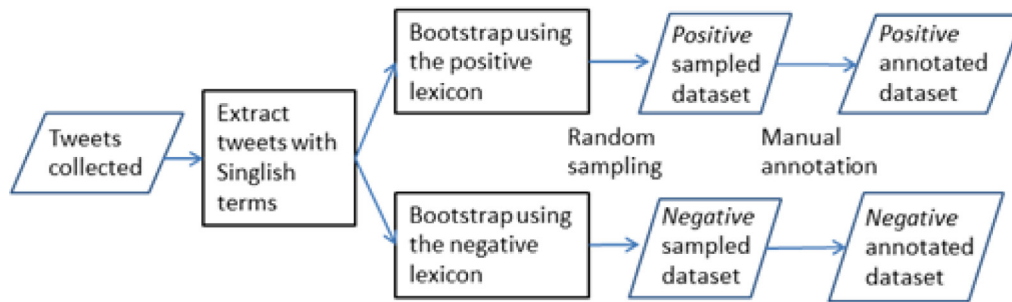 Tweets
collected
Extract
tweets with
Singlish
terms
Bootstrap using
the positive
lexicon
Positive
sampled
dataset
Positive
annotated
dataset
Random
sampling
Manual
annotation
Bootstrap using
the negative
lexicon
Negative
sampled
dataset
Negative
annotated
dataset